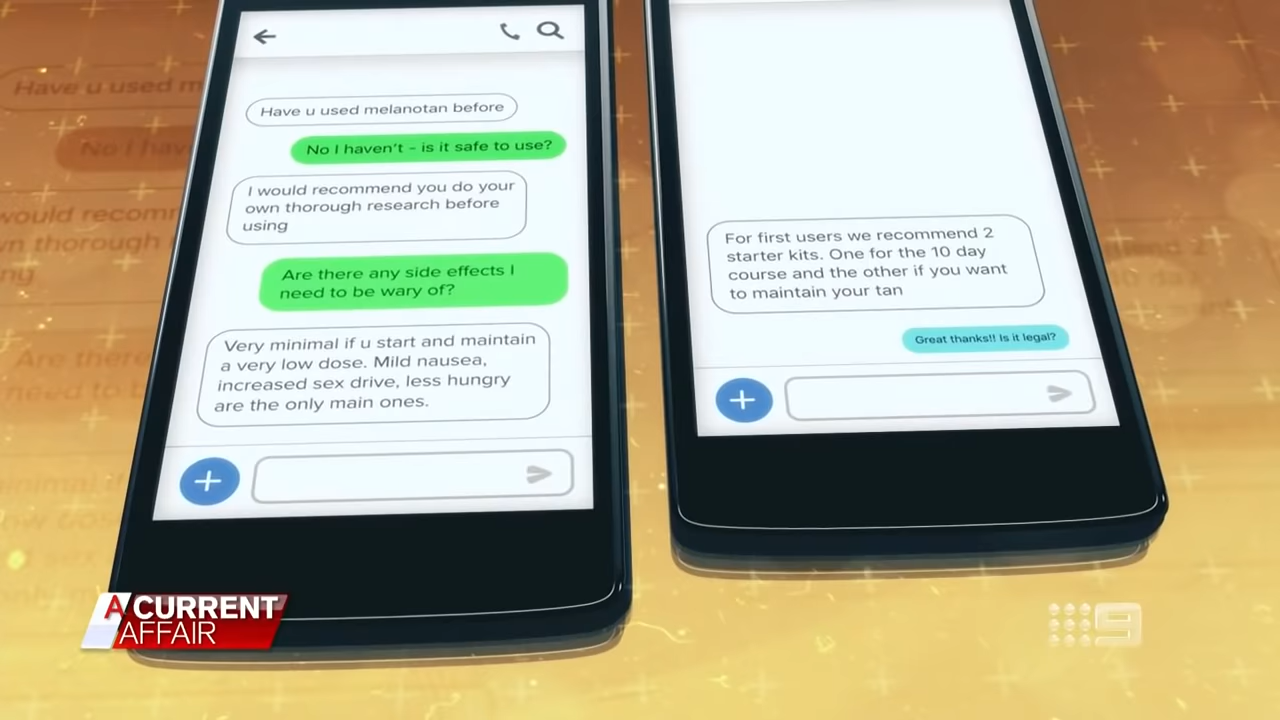 Have u used melanotan before
No I haven't - is it safe to use?
I would recommend you do your
own thorough research before
using
Are there any side effects I
need to be wary of?
Very minimal if u start and maintain
a very low dose. Mild nausea,
increased sex drive, less hungry
are the only main ones.
For first users we recommend 2
starter kits. One for the 10 day
course and the other if you want
to maintain your tan
Great thanks!! Is it legal?
A CURRENT
AFFAIR
9